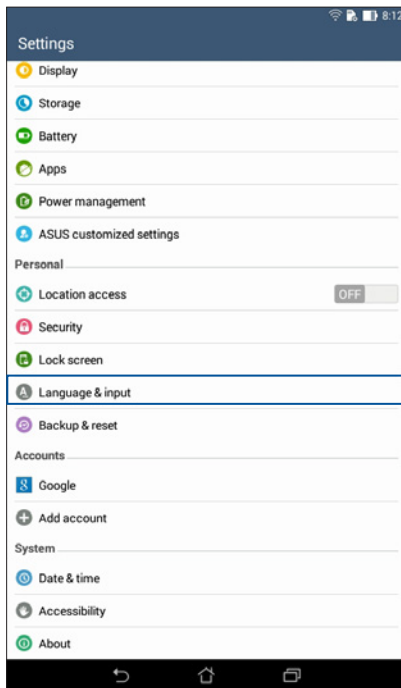 8:12
Settings
Display
Storage
Battery
Apps
Power management
ASUS customized settings
Personal
Location access OFF
Security
Lock screen
A Language & input
Backup & reset
Accounts
8 Google
Add account
System
Date & time
Accessibility
About